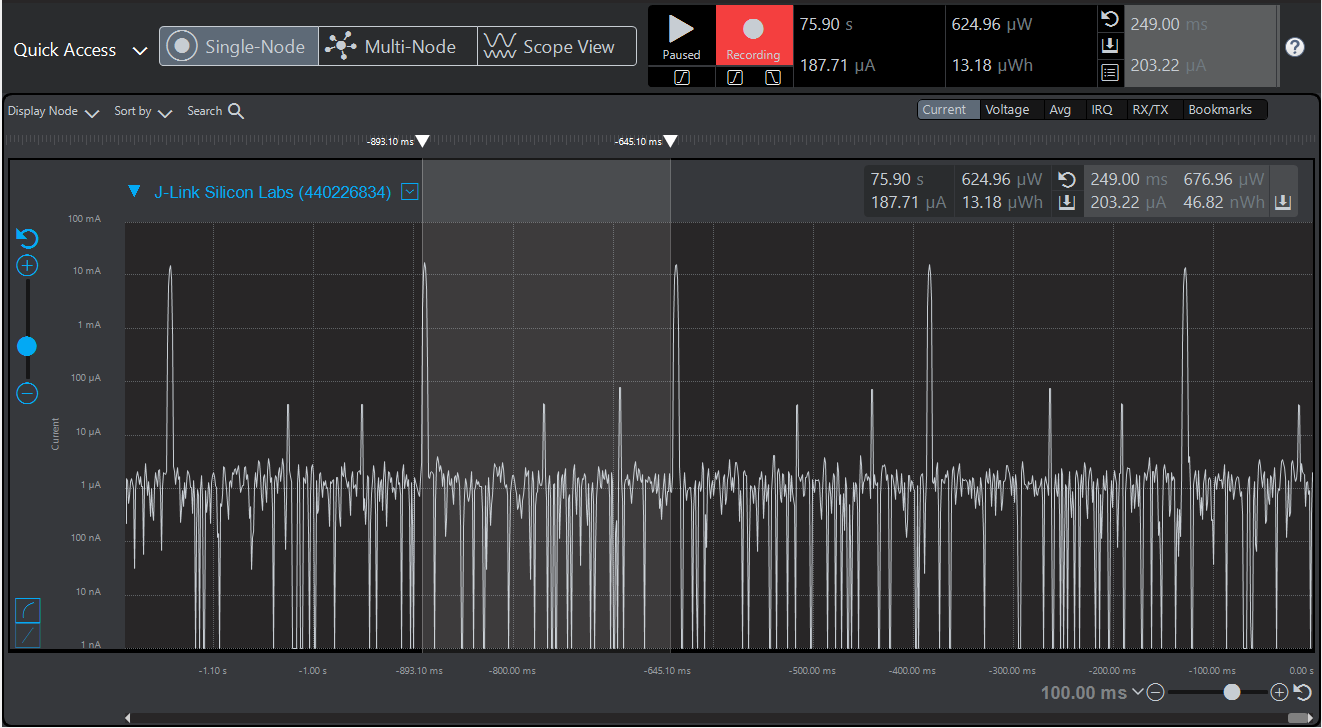 Quick Access
Single-Node
Multi-Node
Scope View
Paused
Recording
75.90 s
187.71 µA
624.96 µW
13.18 µWh
249.00 ms
203.22 µA
?
Display Node
Sort by
Search
Current
Voltage
Avg
IRQ
RX/TX
Bookmarks
-893.10 ms
-645.10 ms
J-Link Silicon Labs (440226834)
75.90 s
187.71 µA
624.96 µW
13.18 µWh
249.00 ms
203.22 µA
676.96 µW
46.82 nWh
100 mA
10 mA
1 mA
100 µA
10 µA
1 µA
100 nA
10 nA
1 nA
Current
-1.10 s
-1.00 s
-893.10 ms
-800.00 ms
-645.10 ms
-500.00 ms
-400.00 ms
-300.00 ms
-200.00 ms
-100.00 ms
0.00 s
100.00 ms